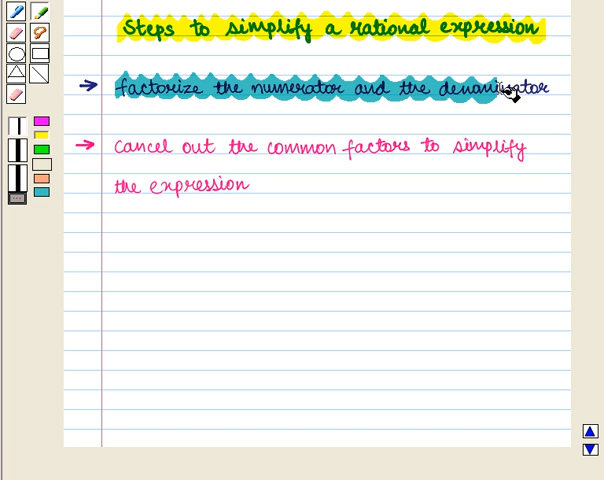 Steps to simplify a rational expression
→ factorize the numerator and the denominator
→ Cancel out the common factors to simplify
the expression